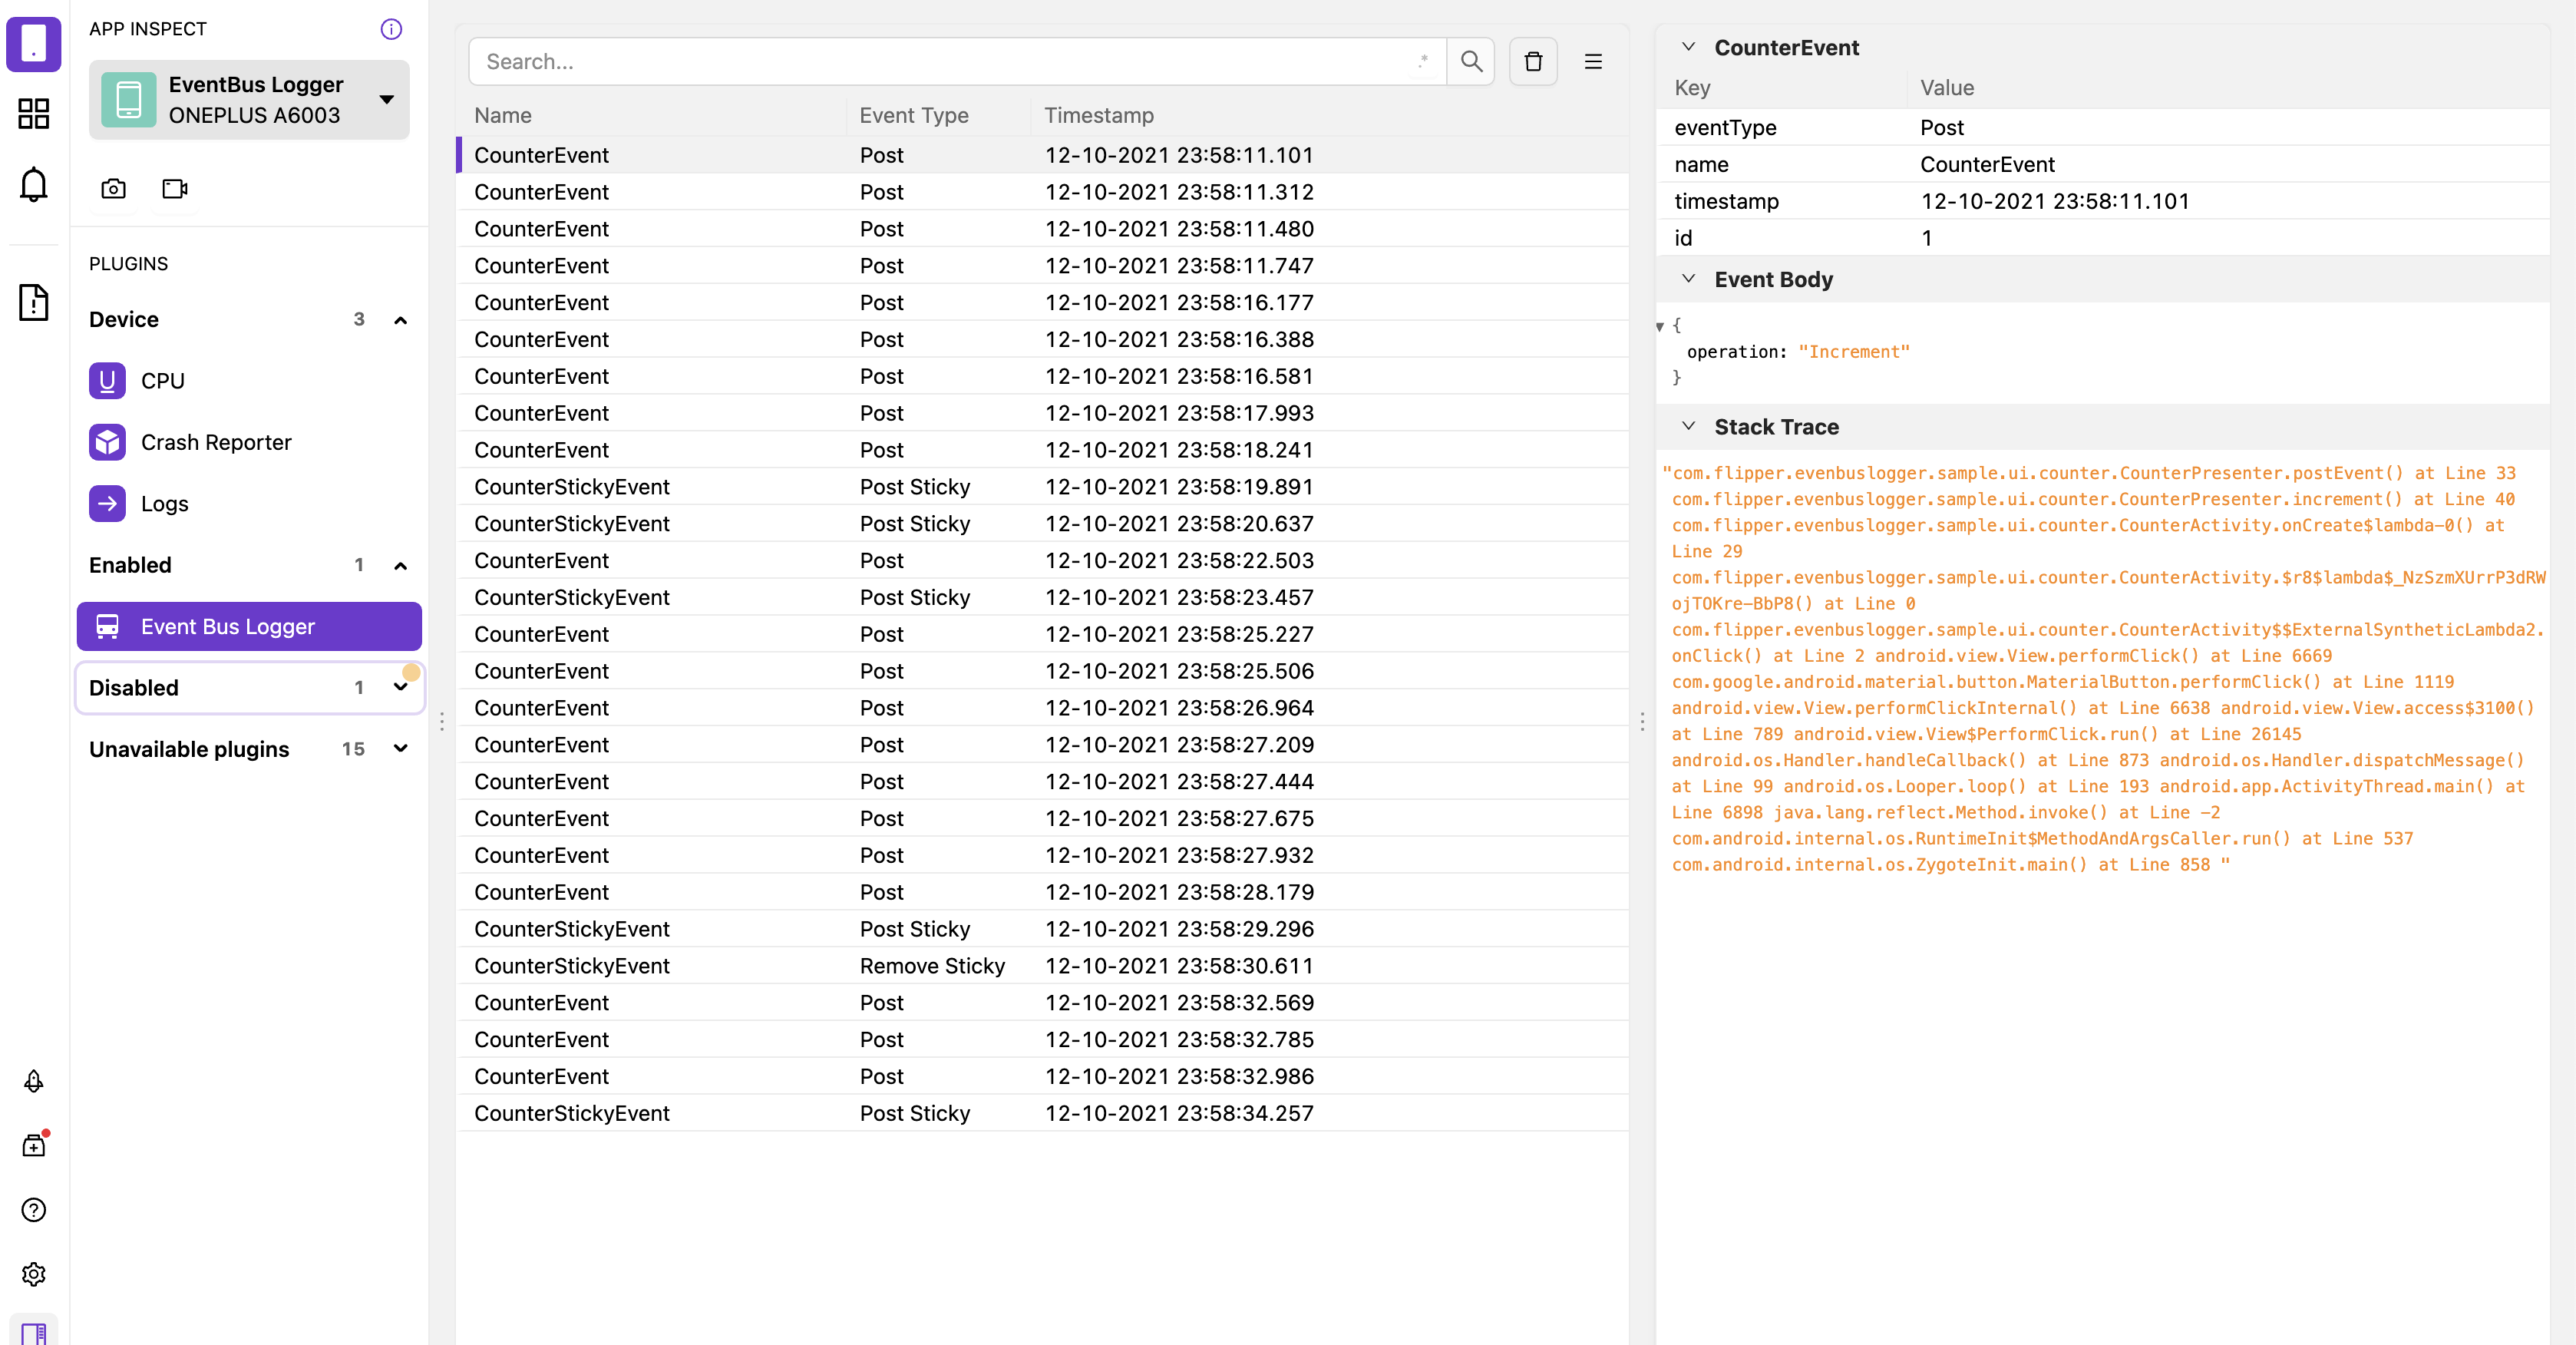 APP INSPECT
EventBus Logger
ONEPLUS A6003
PLUGINS
Device 3
CPU
Crash Reporter
Logs
Enabled 1
Event Bus Logger
Disabled 1
Unavailable plugins 15
Search... .*
Name Event Type Timestamp
CounterEvent Post 12-10-2021 23:58:11.101
CounterEvent Post 12-10-2021 23:58:11.312
CounterEvent Post 12-10-2021 23:58:11.480
CounterEvent Post 12-10-2021 23:58:11.747
CounterEvent Post 12-10-2021 23:58:16.177
CounterEvent Post 12-10-2021 23:58:16.388
CounterEvent Post 12-10-2021 23:58:16.581
CounterEvent Post 12-10-2021 23:58:17.993
CounterEvent Post 12-10-2021 23:58:18.241
CounterStickyEvent Post Sticky 12-10-2021 23:58:19.891
CounterStickyEvent Post Sticky 12-10-2021 23:58:20.637
CounterEvent Post 12-10-2021 23:58:22.503
CounterStickyEvent Post Sticky 12-10-2021 23:58:23.457
CounterEvent Post 12-10-2021 23:58:25.227
CounterEvent Post 12-10-2021 23:58:25.506
CounterEvent Post 12-10-2021 23:58:26.964
CounterEvent Post 12-10-2021 23:58:27.209
CounterEvent Post 12-10-2021 23:58:27.444
CounterEvent Post 12-10-2021 23:58:27.675
CounterEvent Post 12-10-2021 23:58:27.932
CounterEvent Post 12-10-2021 23:58:28.179
CounterStickyEvent Post Sticky 12-10-2021 23:58:29.296
CounterStickyEvent Remove Sticky 12-10-2021 23:58:30.611
CounterEvent Post 12-10-2021 23:58:32.569
CounterEvent Post 12-10-2021 23:58:32.785
CounterEvent Post 12-10-2021 23:58:32.986
CounterStickyEvent Post Sticky 12-10-2021 23:58:34.257
CounterEvent
Key Value
eventType Post
name CounterEvent
timestamp 12-10-2021 23:58:11.101
id 1
Event Body
{
operation: "Increment"
}
Stack Trace
"com.flipper.evenbuslogger.sample.ui.counter.CounterPresenter.postEvent() at Line 33
com.flipper.evenbuslogger.sample.ui.counter.CounterPresenter.increment() at Line 40
com.flipper.evenbuslogger.sample.ui.counter.CounterActivity.onCreate$lambda-0() at
Line 29
com.flipper.evenbuslogger.sample.ui.counter.CounterActivity.$r8$lambda$_NzSzmXUrrP3dRW
ojTOKre-BbP8() at Line 0
com.flipper.evenbuslogger.sample.ui.counter.CounterActivity$$ExternalSyntheticLambda2.
onClick() at Line 2 android.view.View.performClick() at Line 6669
com.google.android.material.button.MaterialButton.performClick() at Line 1119
android.view.View.performClickInternal() at Line 6638 android.view.View.access$3100()
at Line 789 android.view.View$PerformClick.run() at Line 26145
android.os.Handler.handleCallback() at Line 873 android.os.Handler.dispatchMessage()
at Line 99 android.os.Looper.loop() at Line 193 android.app.ActivityThread.main() at
Line 6898 java.lang.reflect.Method.invoke() at Line -2
com.android.internal.os.RuntimeInit$MethodAndArgsCaller.run() at Line 537
com.android.internal.os.ZygoteInit.main() at Line 858 "